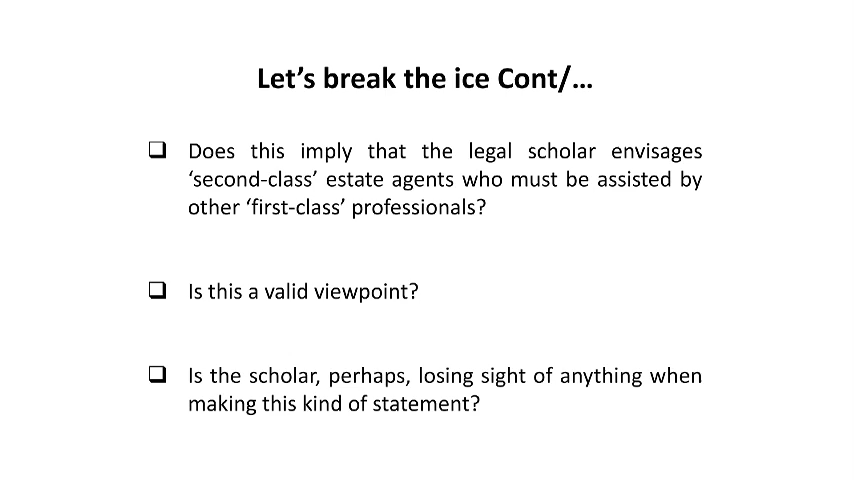 Let’s break the ice Cont/…
Does this imply that the legal scholar envisages
‘second-class’ estate agents who must be assisted by
other ‘first-class’ professionals?
Is this a valid viewpoint?
Is the scholar, perhaps, losing sight of anything when
making this kind of statement?